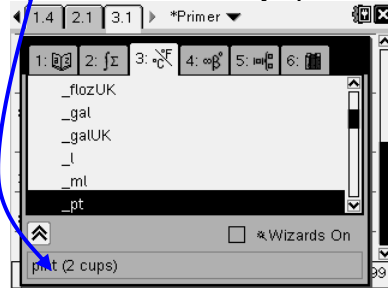 1.4 2.1 3.1 *Primer
1: 2: ∫Σ 3: °C°F 4: ∞β° 5: 6:
_flozUK
_gal
_galUK
_l
_ml
_pt
Wizards On
pint (2 cups)
99